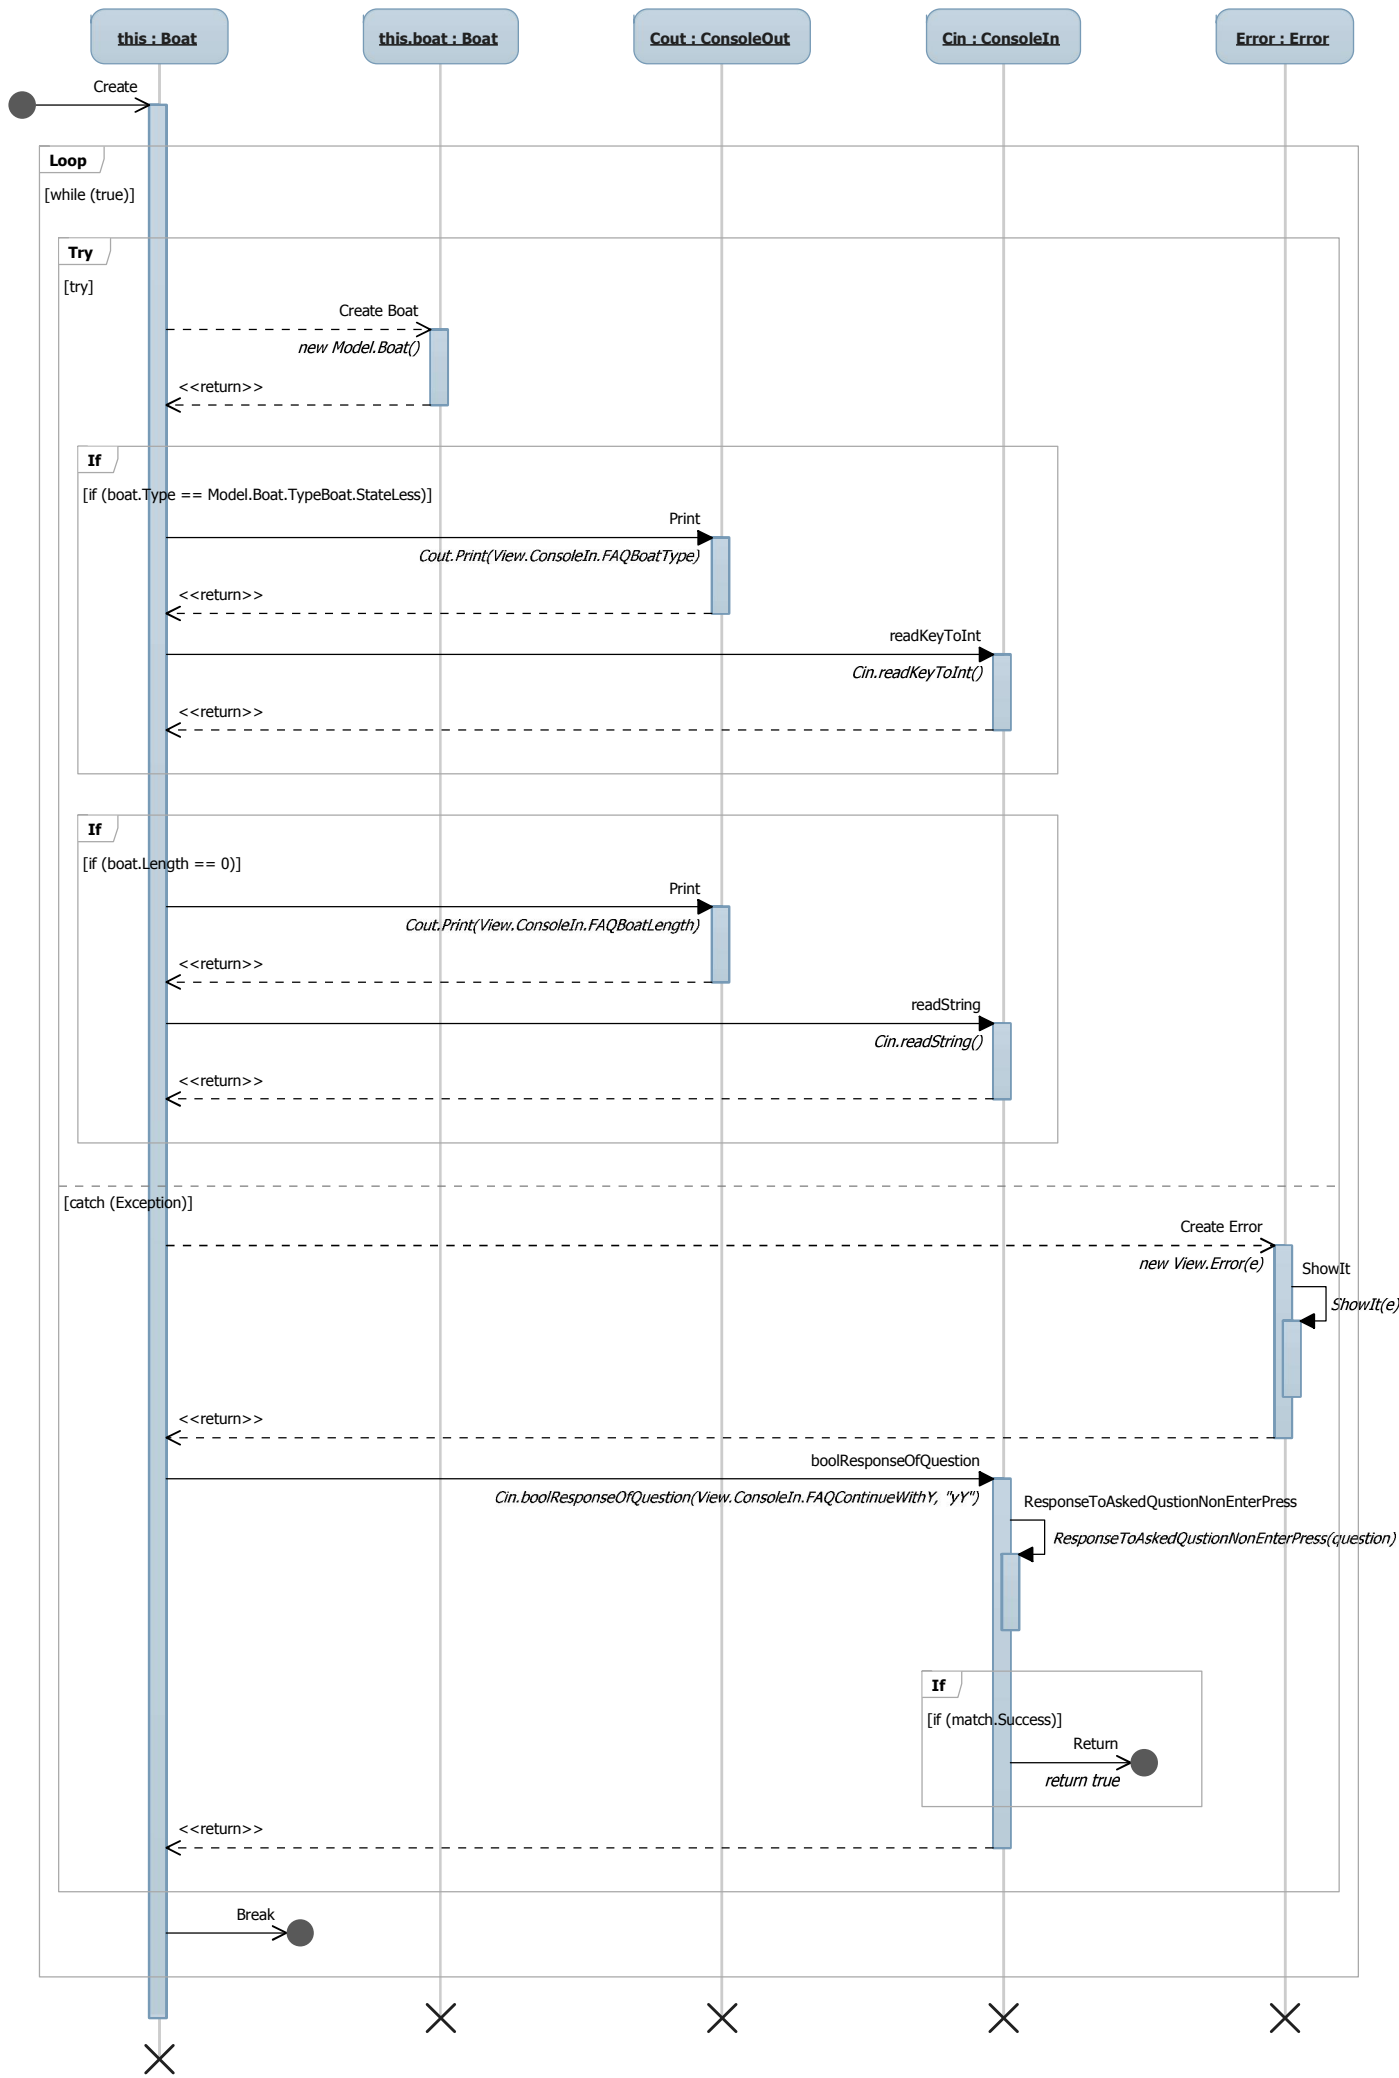 this : Boat
this.boat : Boat
Cout : ConsoleOut
Cin : ConsoleIn
Error : Error
Create
Loop
[while (true)]
Try
[try]
Create Boat
new Model.Boat()
<<return>>
If
[if (boat.Type == Model.Boat.TypeBoat.StateLess)]
Print
Cout.Print(View.ConsoleIn.FAQBoatType)
<<return>>
readKeyToInt
Cin.readKeyToInt()
<<return>>
If
[if (boat.Length == 0)]
Print
Cout.Print(View.ConsoleIn.FAQBoatLength)
<<return>>
readString
Cin.readString()
<<return>>
[catch (Exception)]
Create Error
new View.Error(e)
ShowIt
ShowIt(e)
<<return>>
boolResponseOfQuestion
Cin.boolResponseOfQuestion(View.ConsoleIn.FAQContinueWithY, "yY")
ResponseToAskedQustionNonEnterPress
ResponseToAskedQustionNonEnterPress(question)
If
[if (match.Success)]
Return
return true
<<return>>
Break